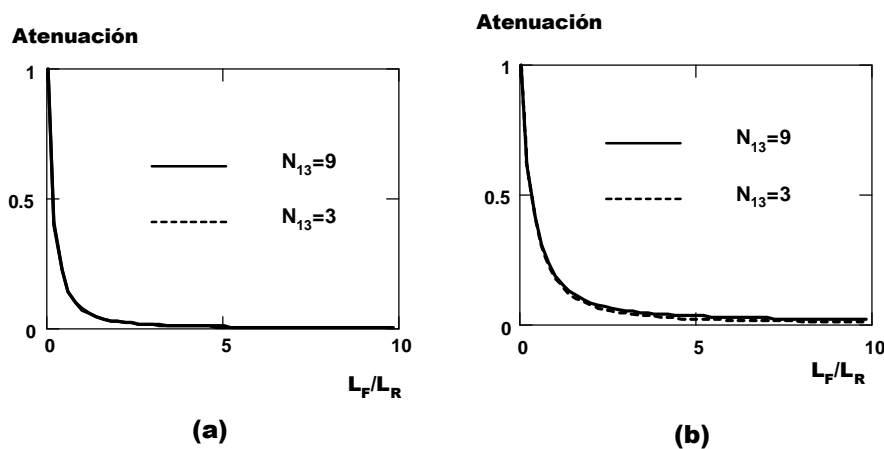 Atenuación
1
0.5
0
0
5
10
N13=9
N13=3
LF/LR
(a)
Atenuación
1
0.5
0
0
5
10
N13=9
N13=3
LF/LR
(b)